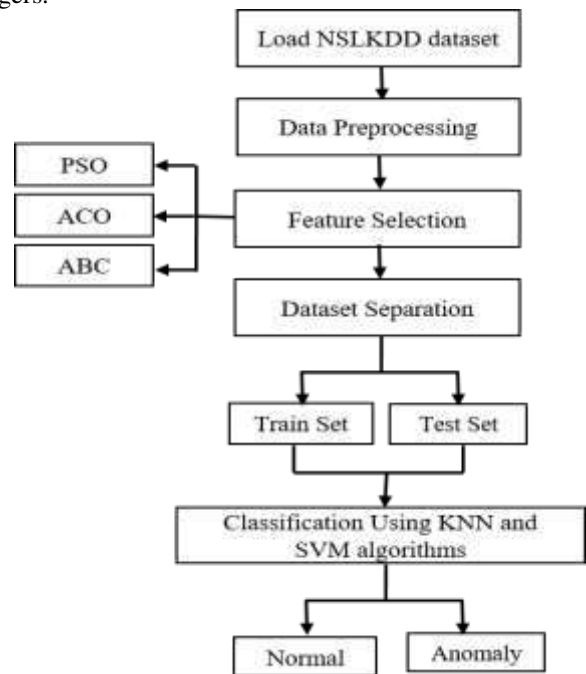 Load NSLKDD dataset
Data Preprocessing
PSO
ACO
ABC
Feature Selection
Dataset Separation
Train Set
Test Set
Classification Using KNN and
SVM algorithms
Normal
Anomaly